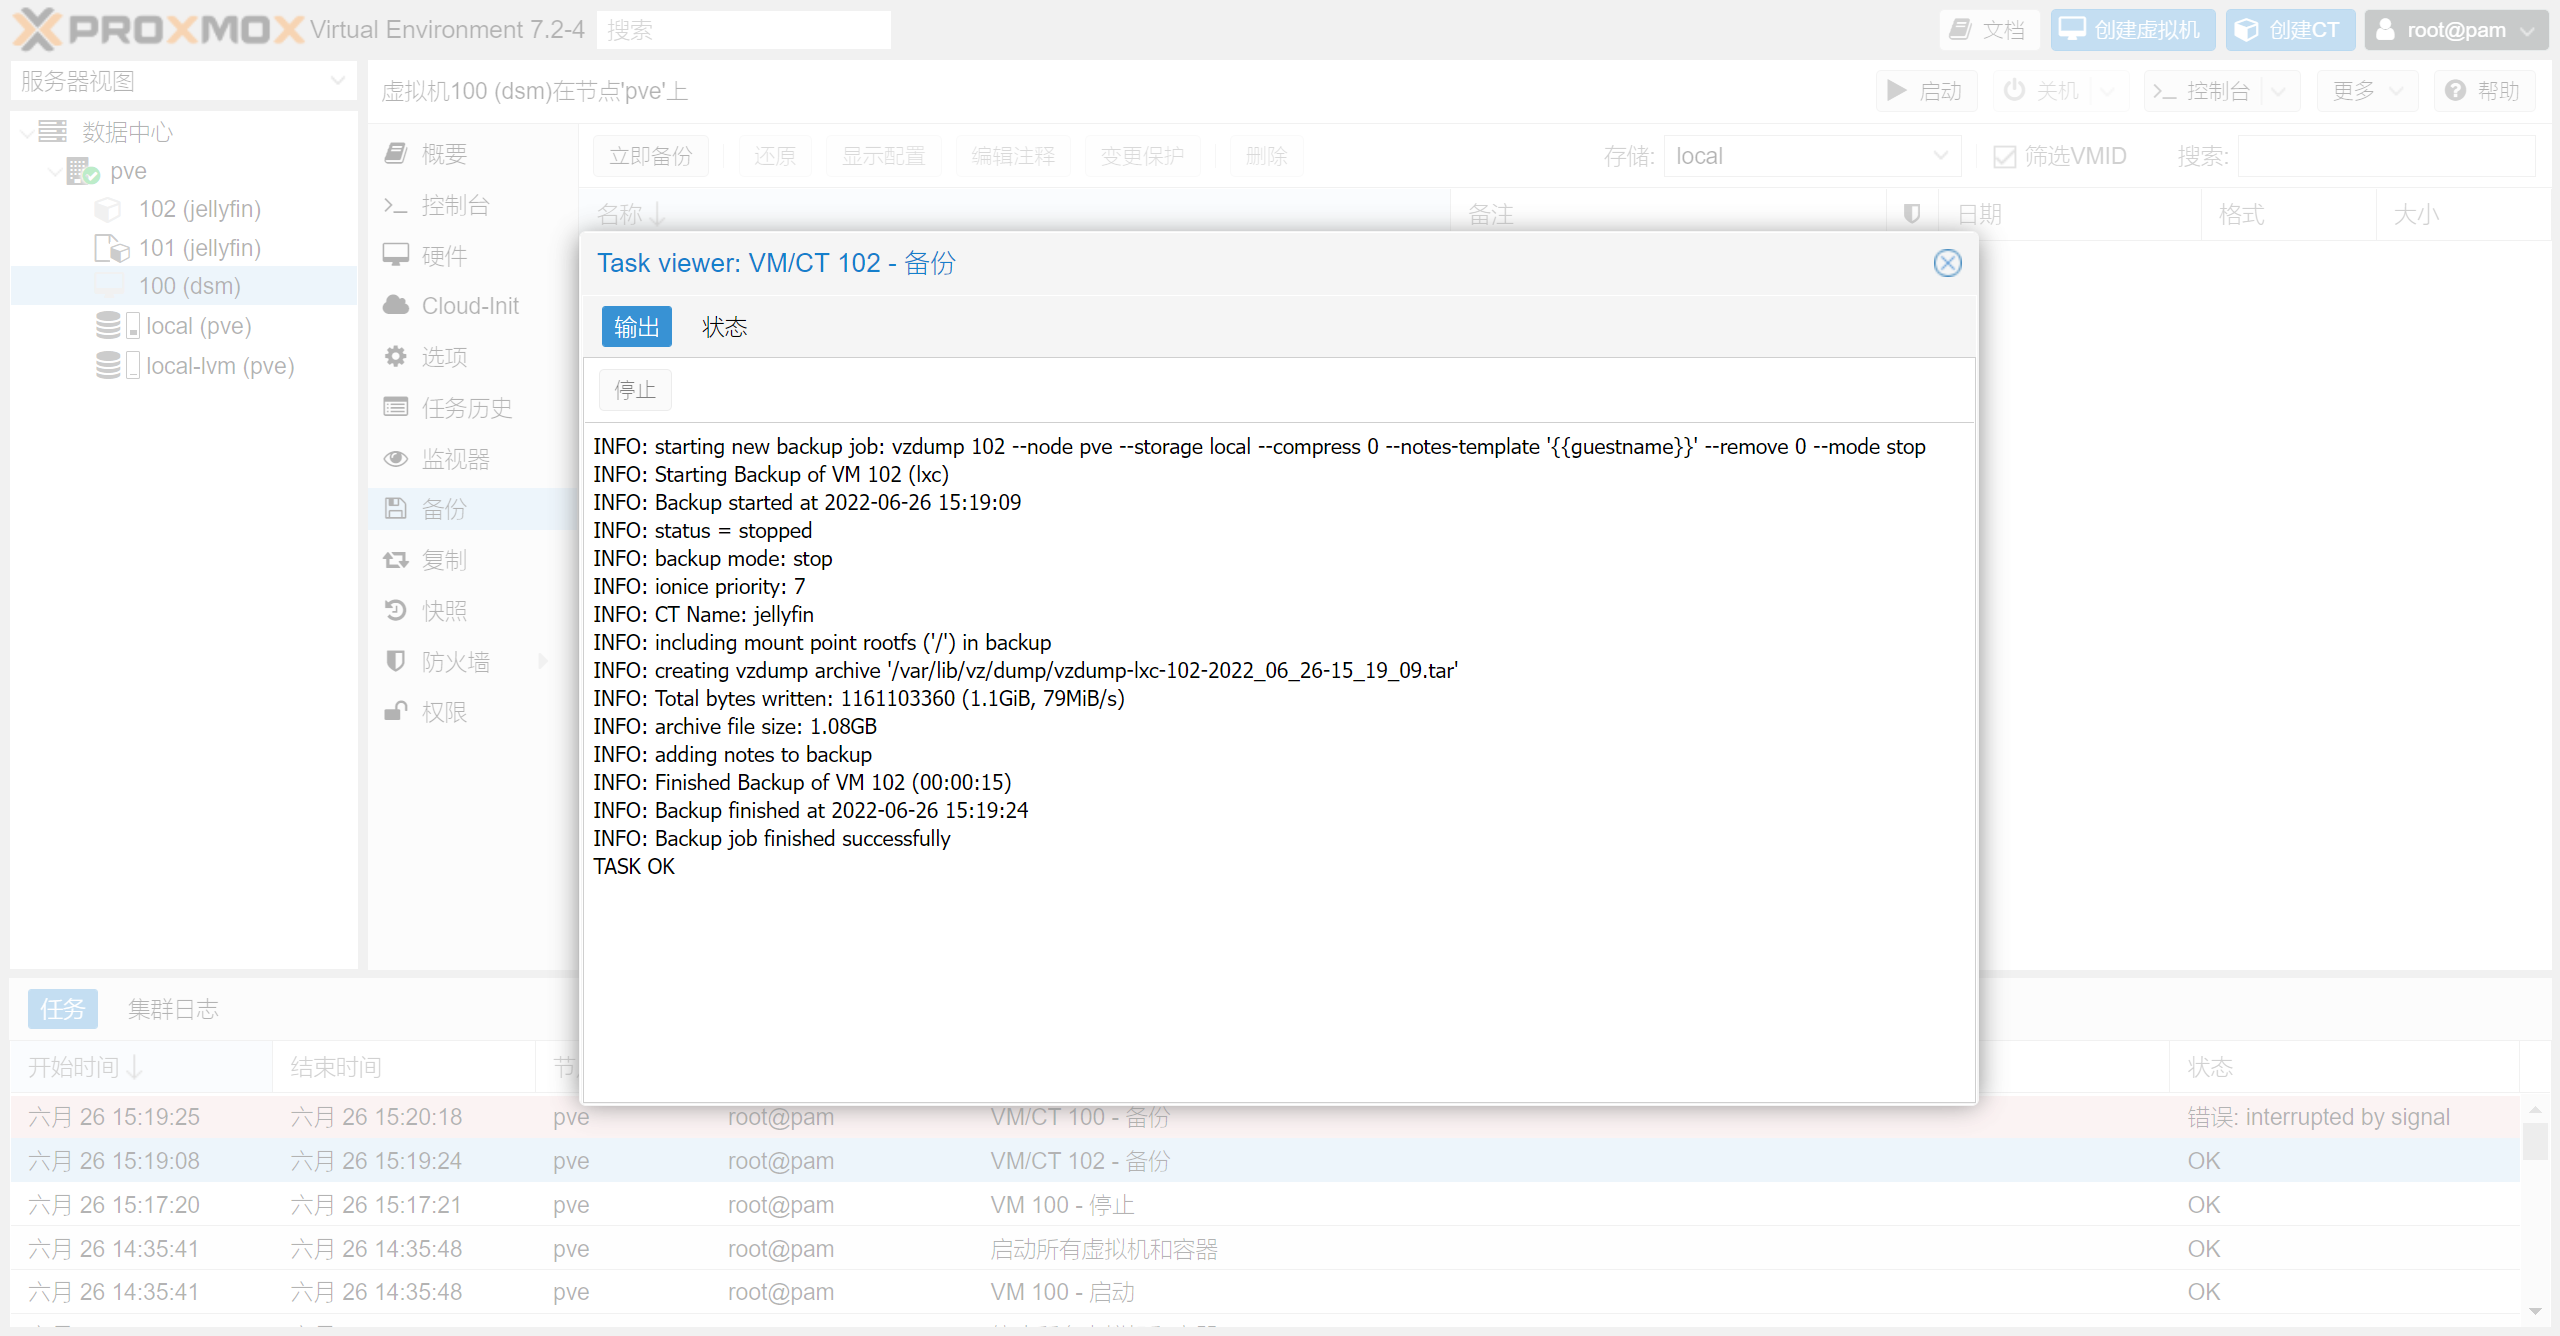 PROXMOX Virtual Environment 7.2-4 搜索 文档 创建虚拟机 创建CT root@pam
服务器视图
数据中心
pve
102 (jellyfin)
101 (jellyfin)
100 (dsm)
local (pve)
local-lvm (pve)
虚拟机100 (dsm)在节点'pve'上 启动 关机 控制台 更多 帮助
概要
控制台
硬件
Cloud-Init
选项
任务历史
监视器
备份
复制
快照
防火墙
权限
立即备份 还原 显示配置 编辑注释 变更保护 删除 存储: local 筛选VMID 搜索:
名称 备注 日期 格式 大小
Task viewer: VM/CT 102 - 备份
输出 状态
停止
INFO: starting new backup job: vzdump 102 --node pve --storage local --compress 0 --notes-template '{{guestname}}' --remove 0 --mode stop
INFO: Starting Backup of VM 102 (lxc)
INFO: Backup started at 2022-06-26 15:19:09
INFO: status = stopped
INFO: backup mode: stop
INFO: ionice priority: 7
INFO: CT Name: jellyfin
INFO: including mount point rootfs ('/') in backup
INFO: creating vzdump archive '/var/lib/vz/dump/vzdump-lxc-102-2022_06_26-15_19_09.tar'
INFO: Total bytes written: 1161103360 (1.1GiB, 79MiB/s)
INFO: archive file size: 1.08GB
INFO: adding notes to backup
INFO: Finished Backup of VM 102 (00:00:15)
INFO: Backup finished at 2022-06-26 15:19:24
INFO: Backup job finished successfully
TASK OK
任务 集群日志
开始时间 结束时间 节 状态
六月 26 15:19:25 六月 26 15:20:18 pve root@pam VM/CT 100 - 备份 错误: interrupted by signal
六月 26 15:19:08 六月 26 15:19:24 pve root@pam VM/CT 102 - 备份 OK
六月 26 15:17:20 六月 26 15:17:21 pve root@pam VM 100 - 停止 OK
六月 26 14:35:41 六月 26 14:35:48 pve root@pam 启动所有虚拟机和容器 OK
六月 26 14:35:41 六月 26 14:35:48 pve root@pam VM 100 - 启动 OK